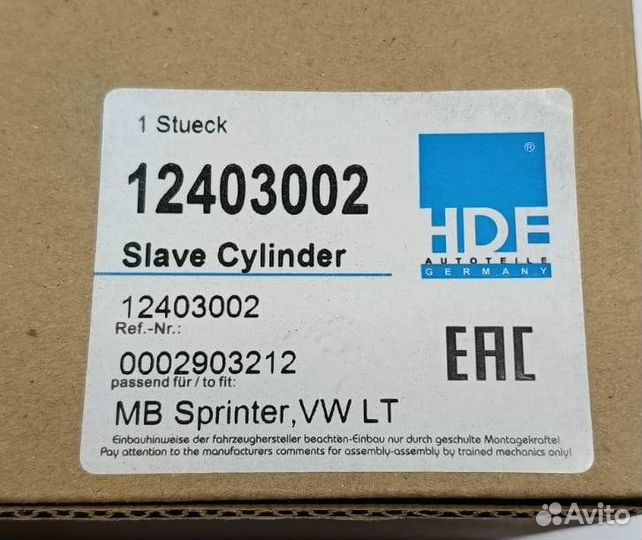 1 Stueck
12403002
Slave Cylinder
®
HDE
AUTOTEILE
GERMANY
12403002
Ref.-Nr.:
0002903212
passend für / to fit:
MB Sprinter,VW LT
EAC
Einbauhinweise der fahrzeughersteller beachten-Einbau nur durch geschulte Montagekrafte!
Pay attention to the manufacturers comments for assembly-assembly by trained mechanics only!
Avito